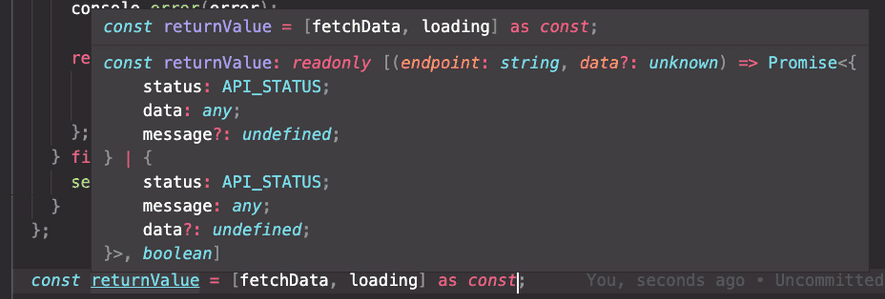 console.error(error);
const returnValue = [fetchData, loading] as const;
re
const returnValue: readonly [(endpoint: string, data?: unknown) => Promise<{
status: API_STATUS;
data: any;
message?: undefined;
};
} | {
} fi
status: API_STATUS;
se
message: any;
}
data?: undefined;
};
}>, boolean]
const returnValue = [fetchData, loading] as const; You, seconds ago • Uncommitted